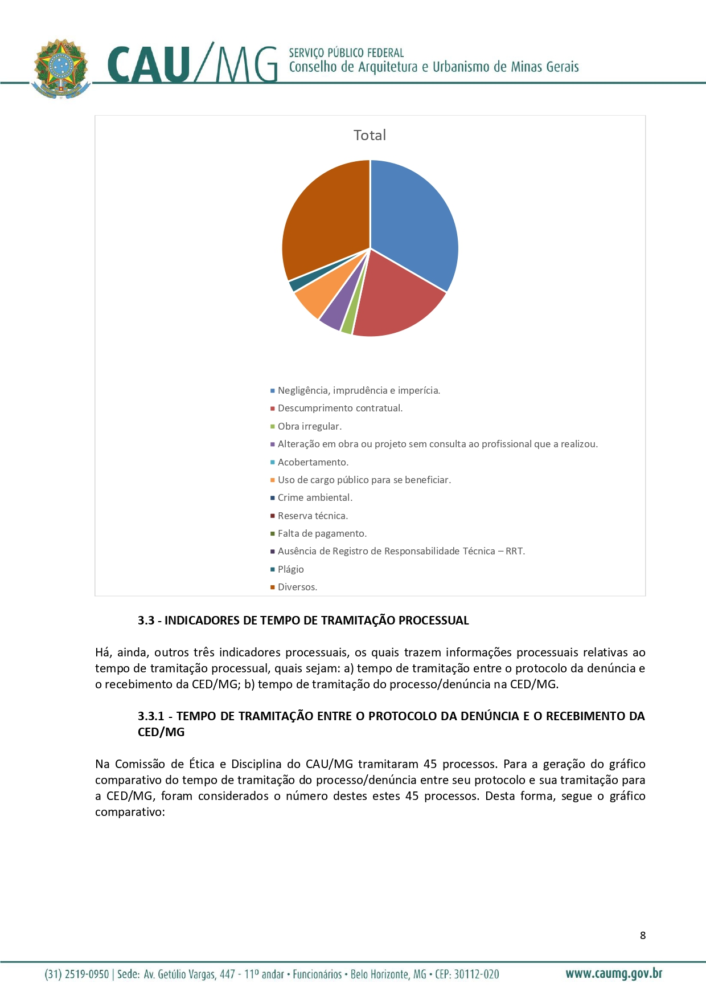 CAU/MG
SERVIÇO PÚBLICO FEDERAL
Conselho de Arquitetura e Urbanismo de Minas Gerais
Total
Negligência, imprudência e imperícia.
Descumprimento contratual.
Obra irregular.
Alteração em obra ou projeto sem consulta ao profissional que a realizou.
Acobertamento.
Uso de cargo público para se beneficiar.
Crime ambiental.
Reserva técnica.
Falta de pagamento.
Ausência de Registro de Responsabilidade Técnica – RRT.
Plágio
Diversos.
3.3 - INDICADORES DE TEMPO DE TRAMITAÇÃO PROCESSUAL
Há, ainda, outros três indicadores processuais, os quais trazem informações processuais relativas ao
tempo de tramitação processual, quais sejam: a) tempo de tramitação entre o protocolo da denúncia e
o recebimento da CED/MG; b) tempo de tramitação do processo/denúncia na CED/MG.
3.3.1 - TEMPO DE TRAMITAÇÃO ENTRE O PROTOCOLO DA DENÚNCIA E O RECEBIMENTO DA
CED/MG
Na Comissão de Ética e Disciplina do CAU/MG tramitaram 45 processos. Para a geração do gráfico
comparativo do tempo de tramitação do processo/denúncia entre seu protocolo e sua tramitação para
a CED/MG, foram considerados o número destes estes 45 processos. Desta forma, segue o gráfico
comparativo:
8
(31) 2519-0950 | Sede: Av. Getúlio Vargas, 447 - 11º andar • Funcionários • Belo Horizonte, MG • CEP: 30112-020
www.caumg.gov.br